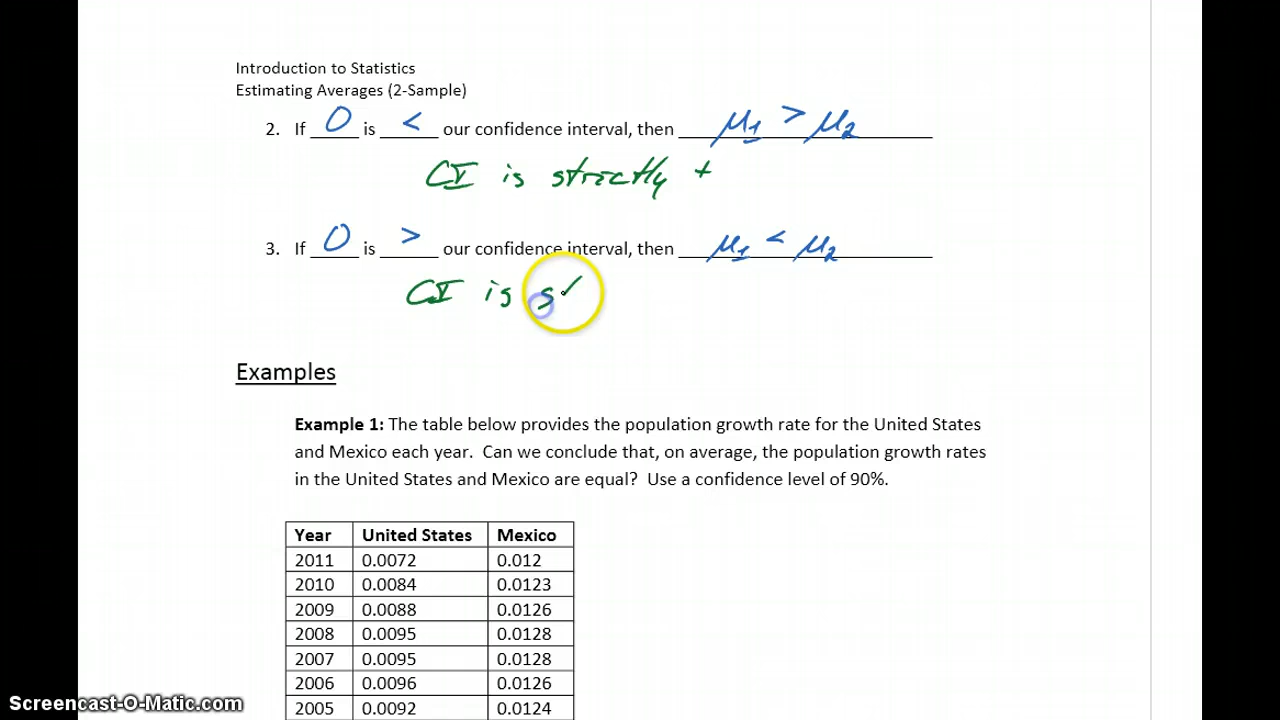 Introduction to Statistics
Estimating Averages (2-Sample)
2. If 0 is < our confidence interval, then μ1 > μ2
CI is strictly +
3. If 0 is > our confidence interval, then μ1 < μ2
CI is
Examples
Example 1: The table below provides the population growth rate for the United States
and Mexico each year. Can we conclude that, on average, the population growth rates
in the United States and Mexico are equal? Use a confidence level of 90%.
Year United States Mexico
2011 0.0072 0.012
2010 0.0084 0.0123
2009 0.0088 0.0126
2008 0.0095 0.0128
2007 0.0095 0.0128
2006 0.0096 0.0126
2005 0.0092 0.0124
Screencast-O-Matic.com